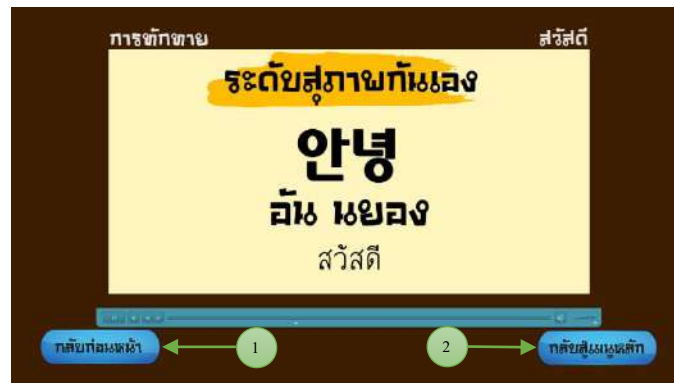 การทักทาย
สวัสดี
ระดับสุภาพกันเอง
안녕
อัน นยอง
สวัสดี
กลับก่อนหน้า
1
2
กลับสู่เมนูหลัก